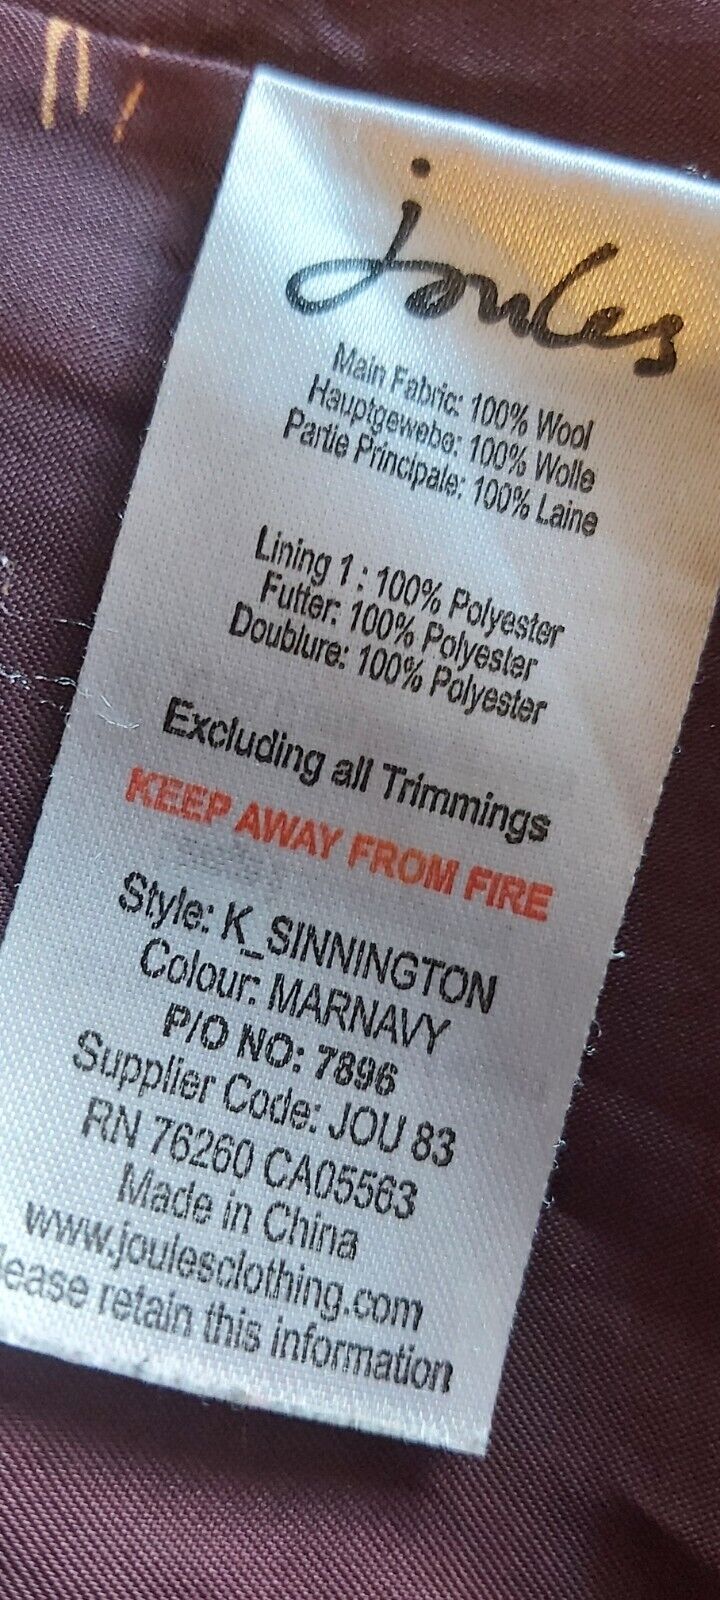 joules
Main Fabric: 100% Wool
Hauptgewebe: 100% Wolle
Partie Principale: 100% Laine
Lining 1 : 100% Polyester
Futter: 100% Polyester
Doublure: 100% Polyester
Excluding all Trimmings
KEEP AWAY FROM FIRE
Style: K_SINNINGTON
Colour: MARNAVY
P/O NO: 7896
Supplier Code: JOU 83
RN 76260 CA05563
Made in China
www.joulesclothing.com
lease retain this information